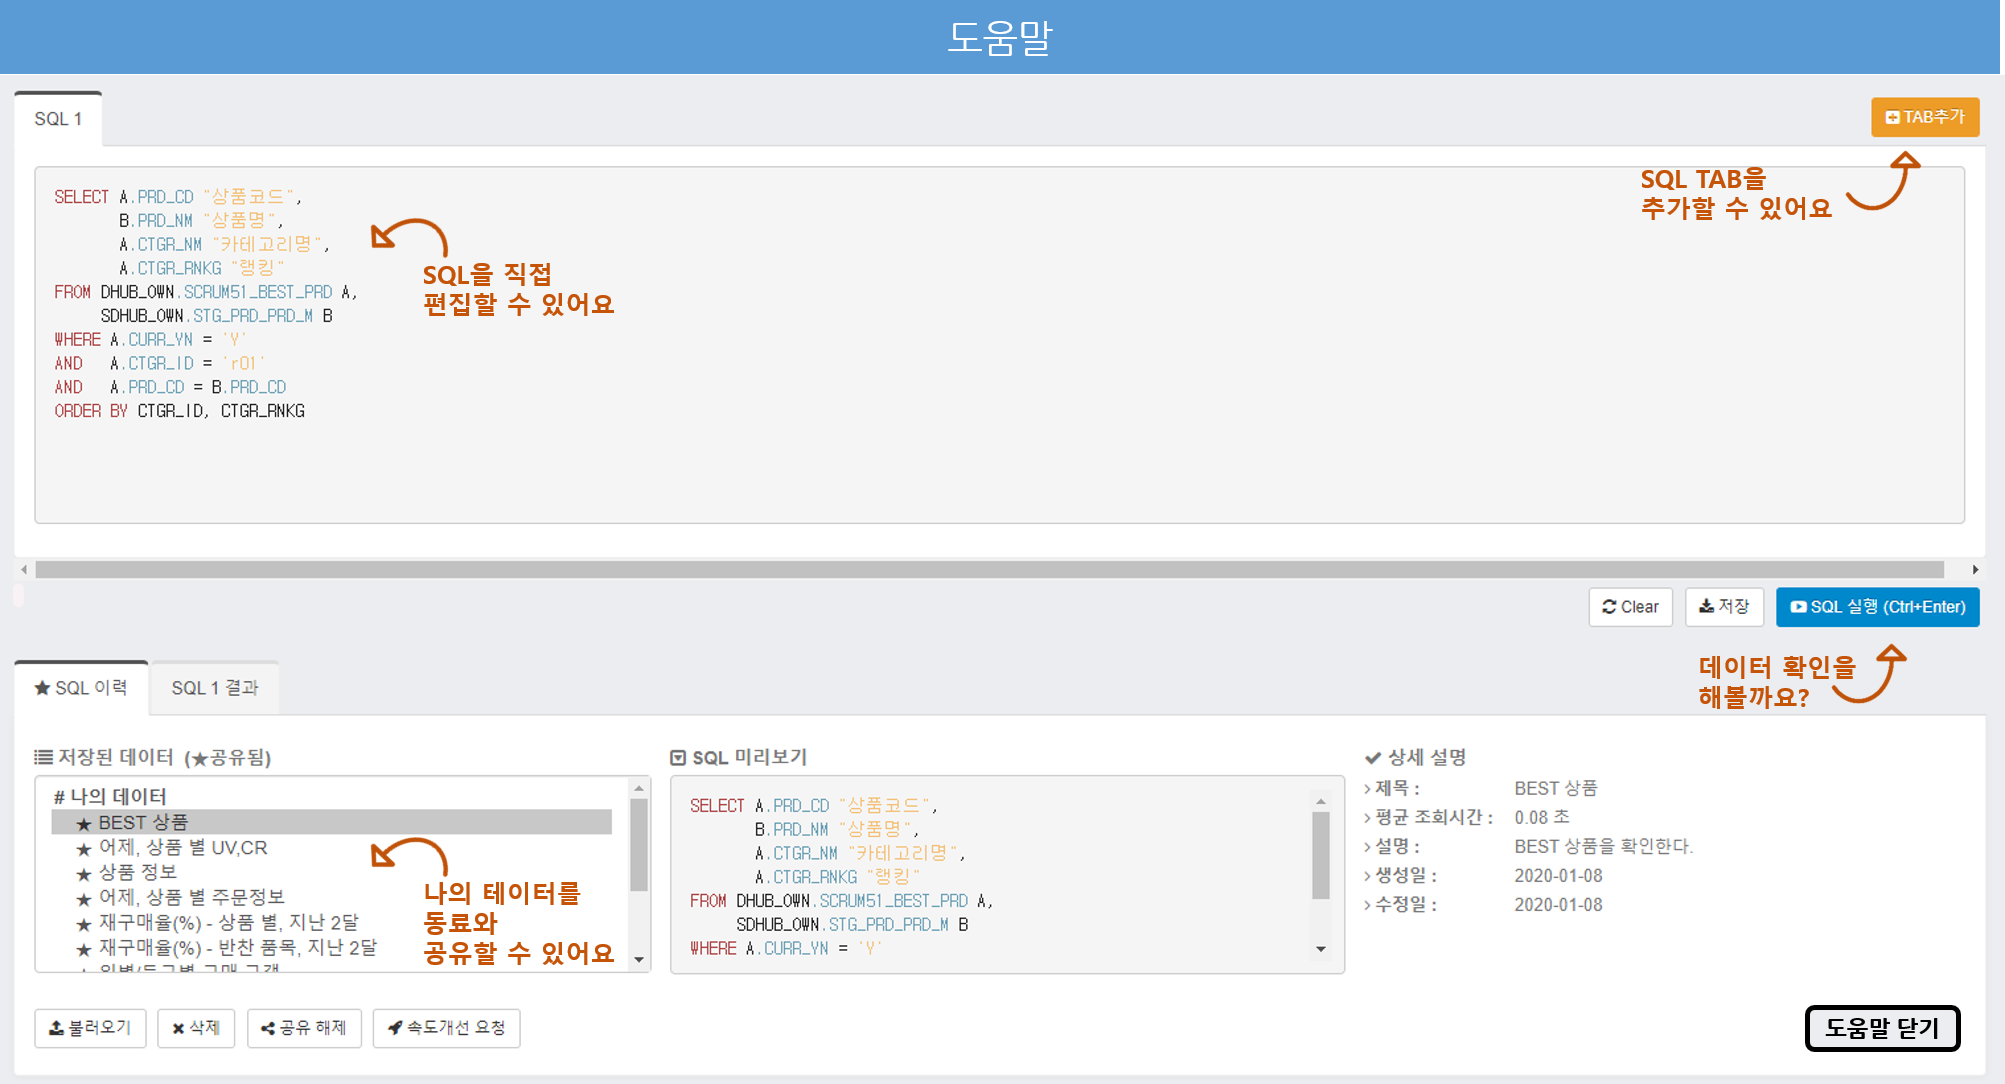 도움말
SQL 1
TAB추가
SELECT A.PRD_CD "상품코드",
B.PRD_NM "상품명",
A.CTGR_NM "카테고리명",
A.CTGR_RNKG "랭킹"
FROM DHUB_OWN.SCRUM51_BEST_PRD A,
SDHUB_OWN.STG_PRD_PRD_M B
WHERE A.CURR_YN = 'Y'
AND A.CTGR_ID = 'r01'
AND A.PRD_CD = B.PRD_CD
ORDER BY CTGR_ID, CTGR_RNKG
SQL을 직접
편집할 수 있어요
SQL TAB을
추가할 수 있어요
Clear
저장
SQL 실행 (Ctrl+Enter)
데이터 확인을
해볼까요?
★ SQL 이력
SQL 1 결과
저장된 데이터 (★공유됨)
# 나의 데이터
★ BEST 상품
★ 어제, 상품 별 UV,CR
★ 상품 정보
★ 어제, 상품 별 주문정보
★ 재구매율(%) - 상품 별, 지난 2달
★ 재구매율(%) - 반찬 품목, 지난 2달
나의 테이터를
동료와
공유할 수 있어요
SQL 미리보기
SELECT A.PRD_CD "상품코드",
B.PRD_NM "상품명",
A.CTGR_NM "카테고리명",
A.CTGR_RNKG "랭킹"
FROM DHUB_OWN.SCRUM51_BEST_PRD A,
SDHUB_OWN.STG_PRD_PRD_M B
WHERE A.CURR_YN = 'Y'
상세 설명
› 제목 : BEST 상품
› 평균 조회시간 : 0.08 초
› 설명 : BEST 상품을 확인한다.
› 생성일 : 2020-01-08
› 수정일 : 2020-01-08
불러오기
삭제
공유 해제
속도개선 요청
도움말 닫기